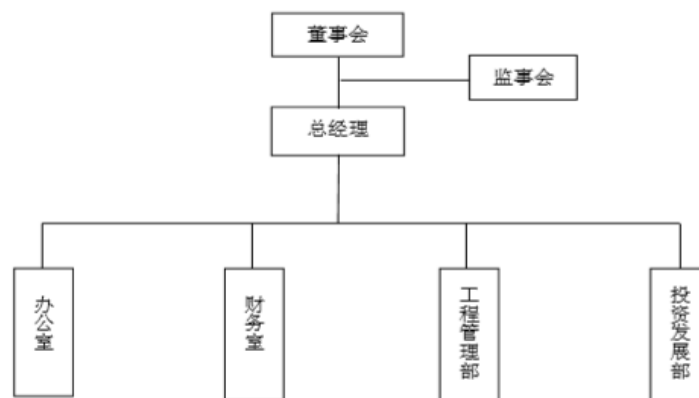 董事会
监事会
总经理
办公室
财务室
工程管理部
投资发展部